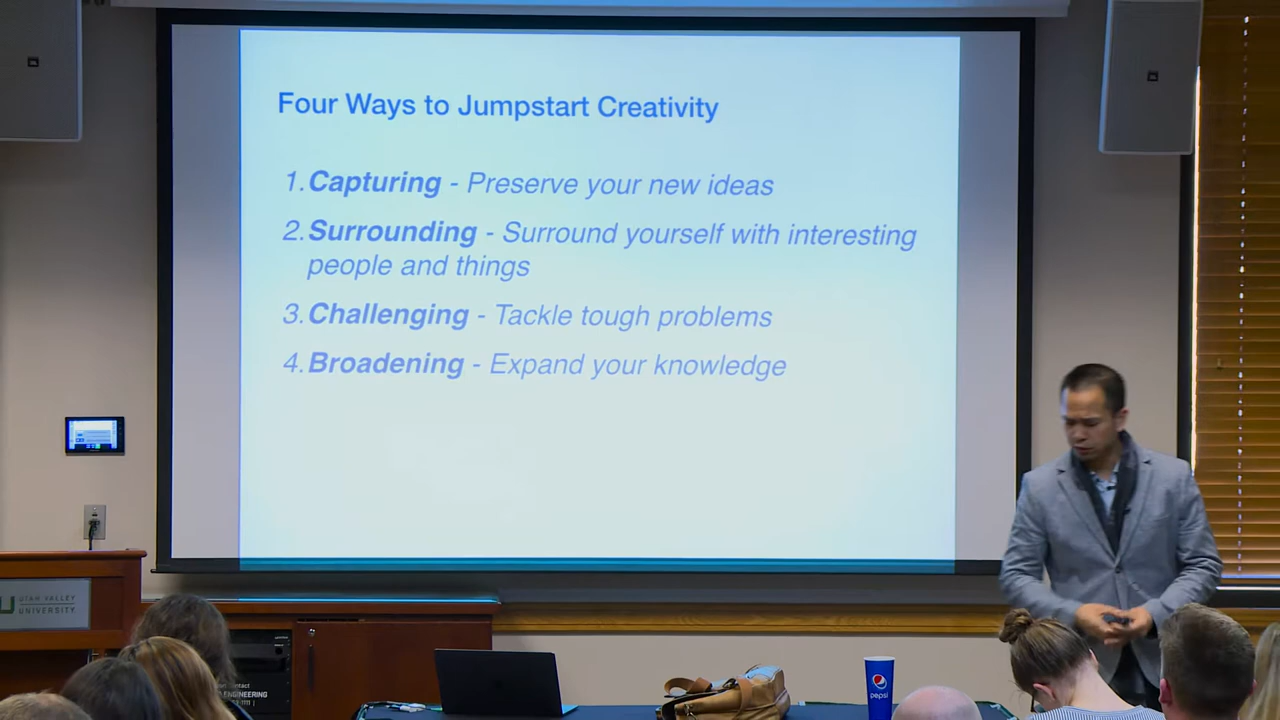 Four Ways to Jumpstart Creativity
1. Capturing - Preserve your new ideas
2. Surrounding - Surround yourself with interesting
people and things
3. Challenging - Tackle tough problems
4. Broadening - Expand your knowledge
UTAH VALLEY
UNIVERSITY
ENGINEERING
pepsi